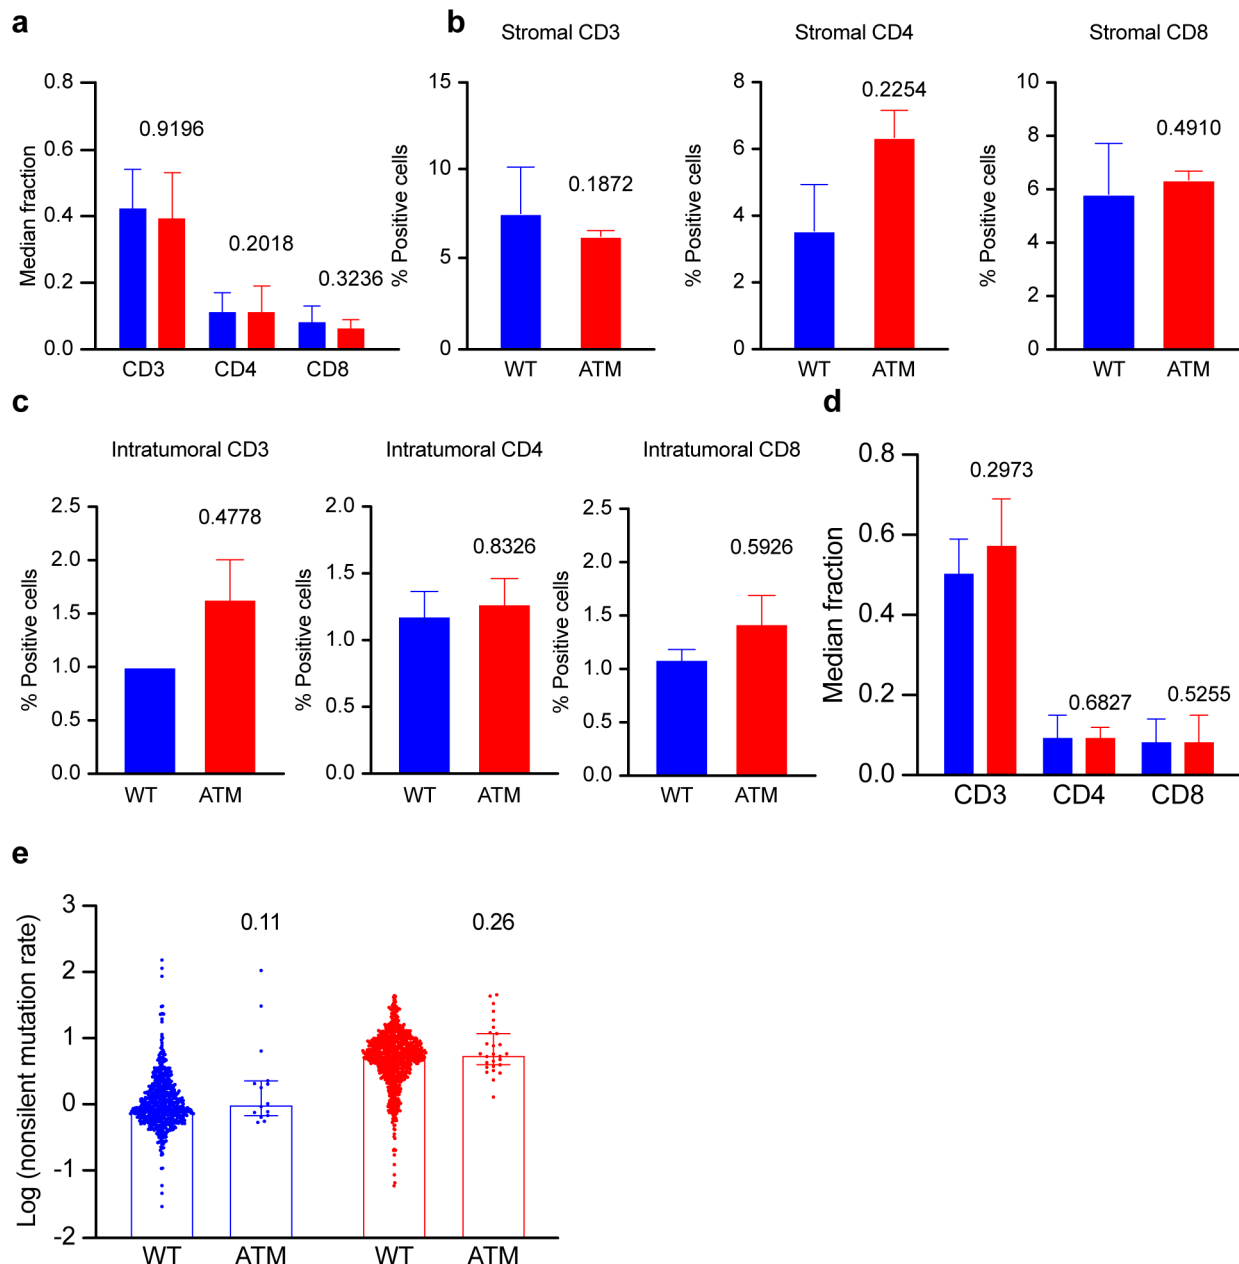 a
Median fraction
0.8
0.6
0.4
0.2
0.0
0.9196
0.2018
0.3236
CD3
CD4
CD8
b
Stromal CD3
% Positive cells
15
10
5
0
0.1872
WT
ATM
Stromal CD4
% Positive cells
8
6
4
2
0
0.2254
WT
ATM
Stromal CD8
% Positive cells
10
8
6
4
2
0
0.4910
WT
ATM
c
Intratumoral CD3
% Positive cells
2.5
2.0
1.5
1.0
0.5
0.0
0.4778
WT
ATM
Intratumoral CD4
% Positive cells
2.0
1.5
1.0
0.5
0.0
0.8326
WT
ATM
Intratumoral CD8
% Positive cells
2.5
2.0
1.5
1.0
0.5
0.0
0.5926
WT
ATM
d
Median fraction
0.8
0.6
0.4
0.2
0.0
0.2973
0.6827
0.5255
CD3
CD4
CD8
e
Log (nonsilent mutation rate)
3
2
1
0
-1
-2
0.11
0.26
WT
ATM
WT
ATM